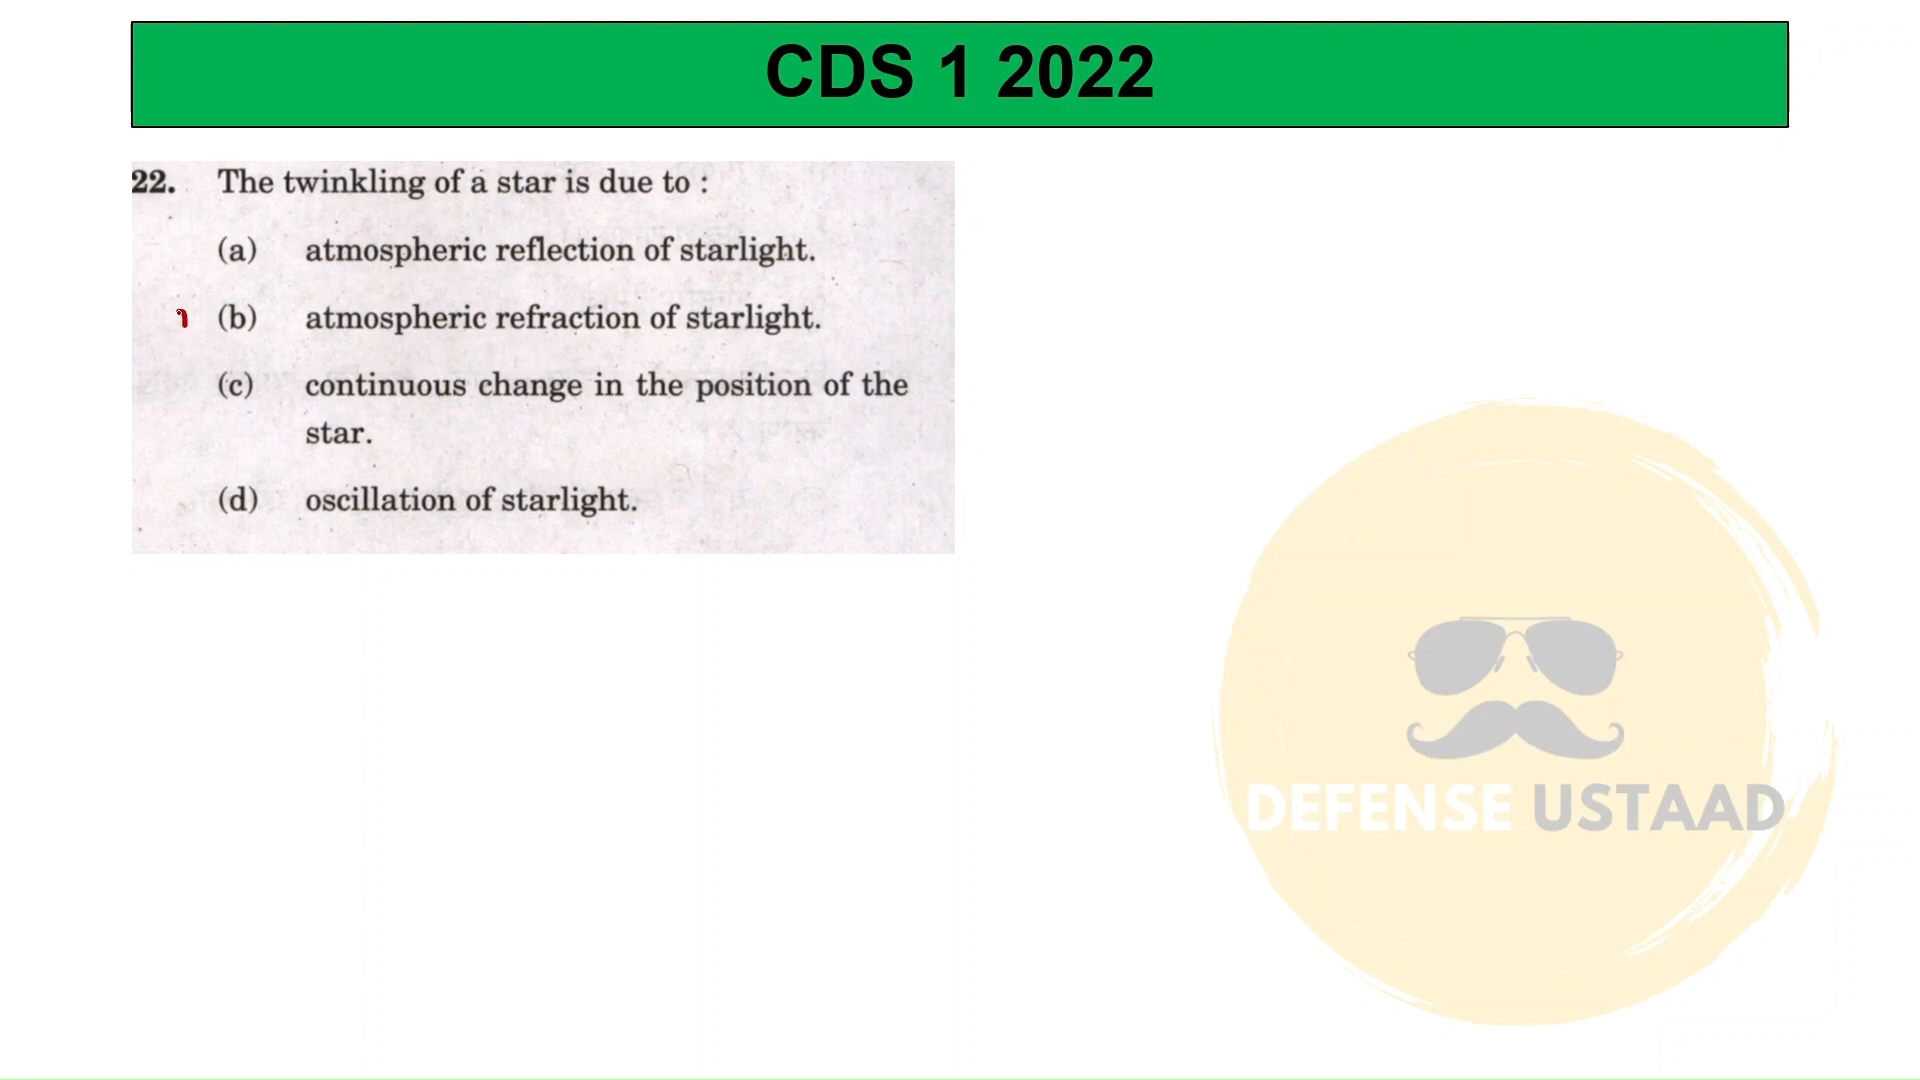 CDS 1 2022
22. The twinkling of a star is due to :
(a) atmospheric reflection of starlight.
(b) atmospheric refraction of starlight.
(c) continuous change in the position of the
star.
(d) oscillation of starlight.
DEFENSE USTAAD